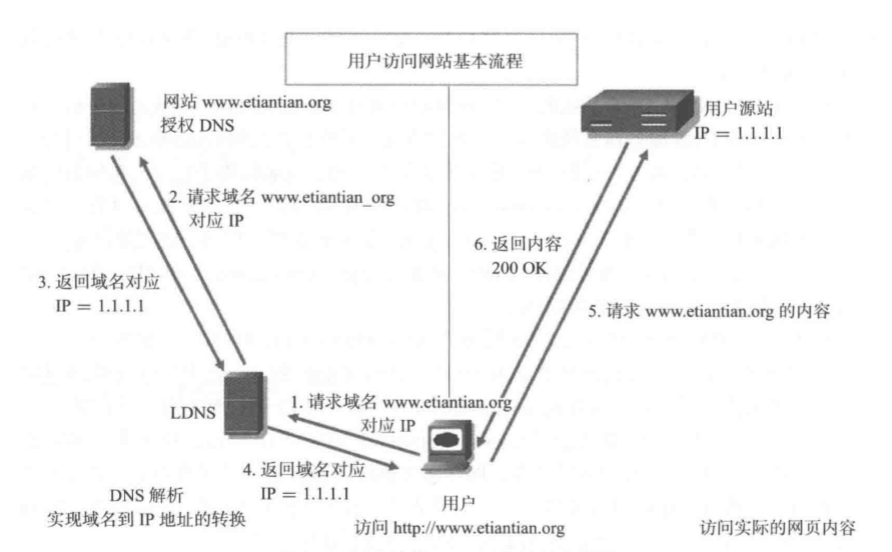 用户访问网站基本流程
网站 www.etiantian.org
授权 DNS
用户源站
IP = 1.1.1.1
2. 请求域名 www.etiantian_org
对应 IP
6. 返回内容
200 OK
3. 返回域名对应
IP = 1.1.1.1
5. 请求 www.etiantian.org 的内容
LDNS
1. 请求域名 www.etiantian.org
对应 IP
4. 返回域名对应
IP = 1.1.1.1
DNS 解析
实现域名到 IP 地址的转换
用户
访问 http://www.etiantian.org
访问实际的网页内容